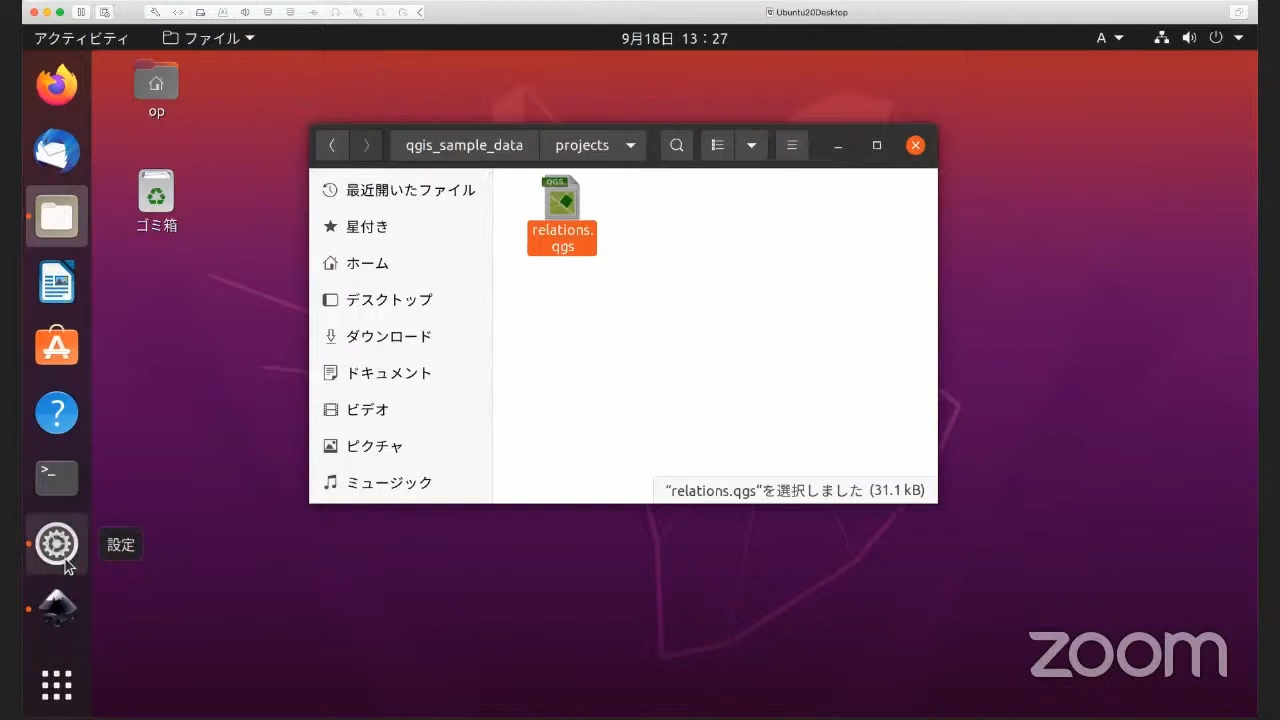 Ubuntu20Desktop
アクティビティ
ファイル
9月18日 13：27
A
op
ゴミ箱
qgis_sample_data
projects
最近開いたファイル
星付き
ホーム
デスクトップ
ダウンロード
ドキュメント
ビデオ
ピクチャ
ミュージック
QGS
relations.
qgs
“relations.qgs”を選択しました (31.1 kB)
?
>_
設定
zoom